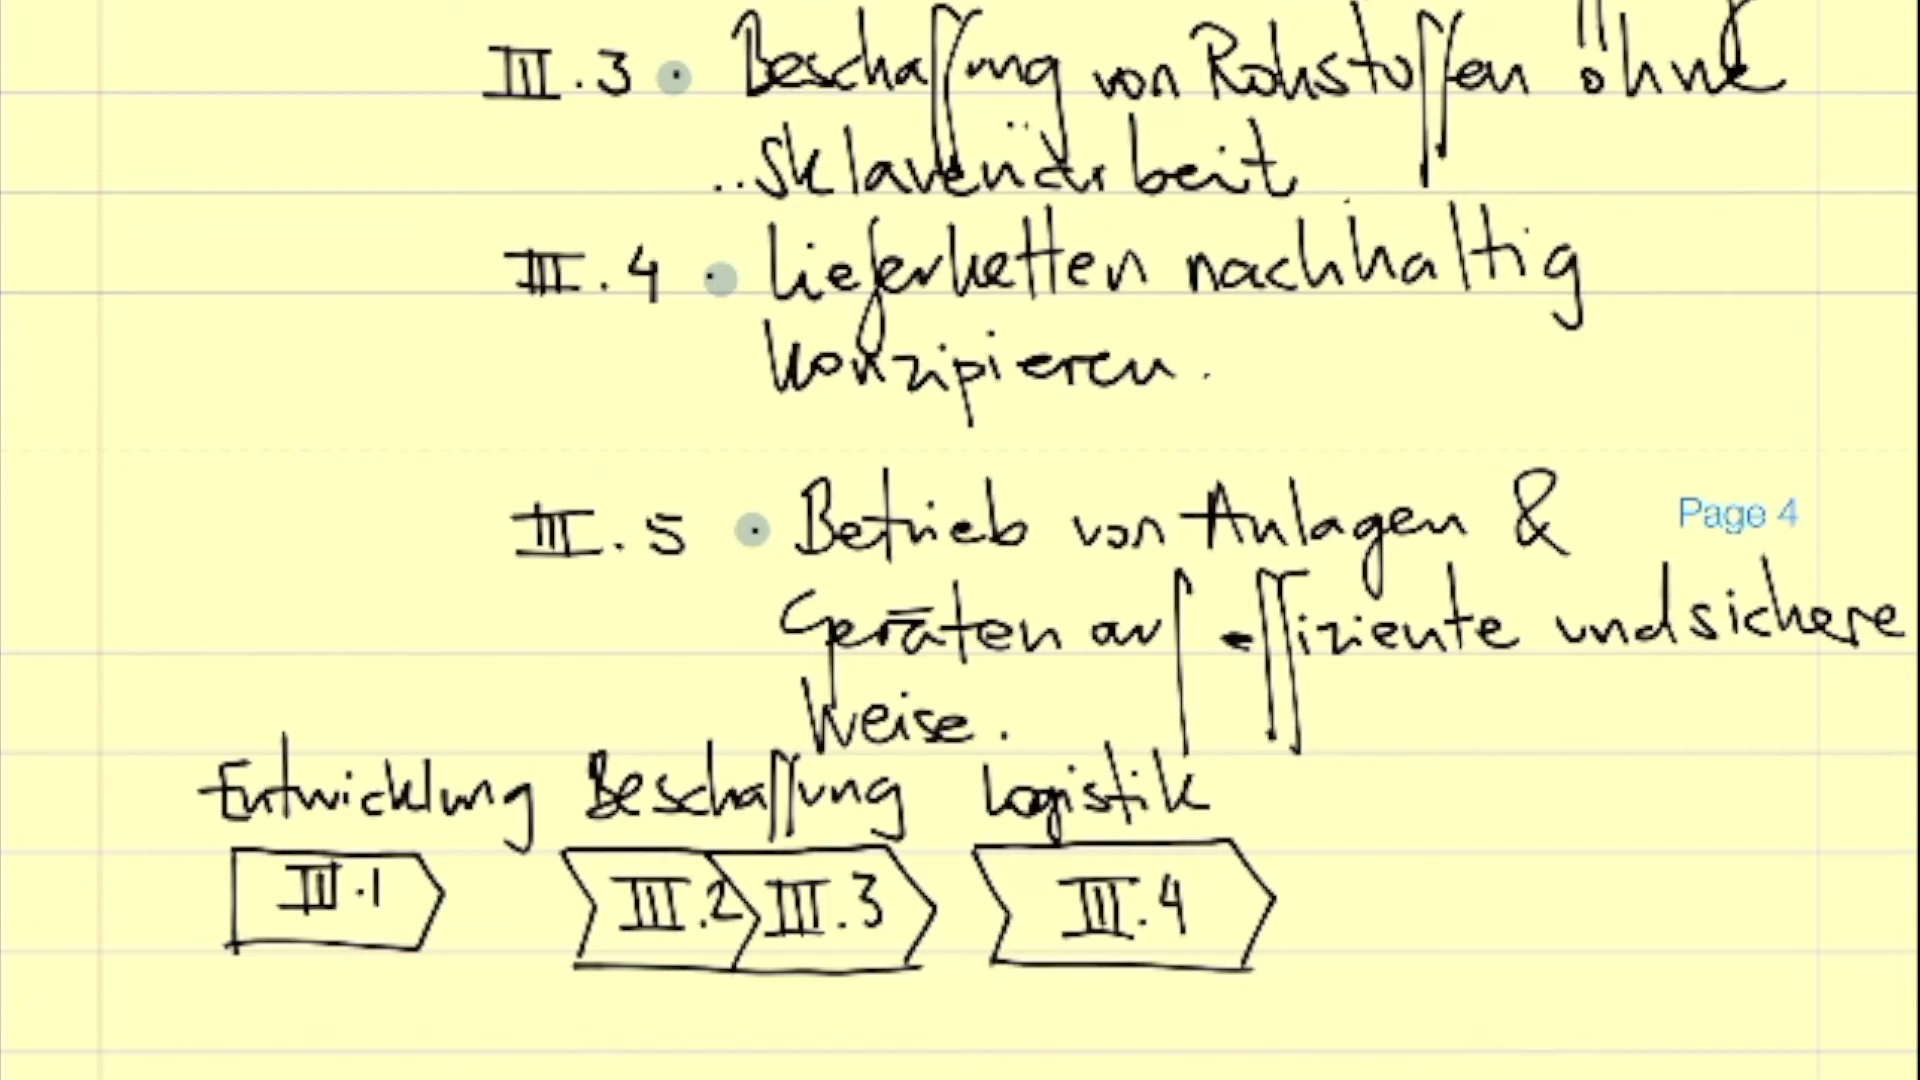 III.3 • Beschaffung von Rohstoffen ohne
Sklavenarbeit
III.4 • Lieferketten nachhaltig
konzipieren.
III.5 • Betrieb von Anlagen &
Page 4
Geräten auf effiziente und sichere
Weise.
Entwicklung Beschaffung Logistik
III.1 III.2 III.3 III.4